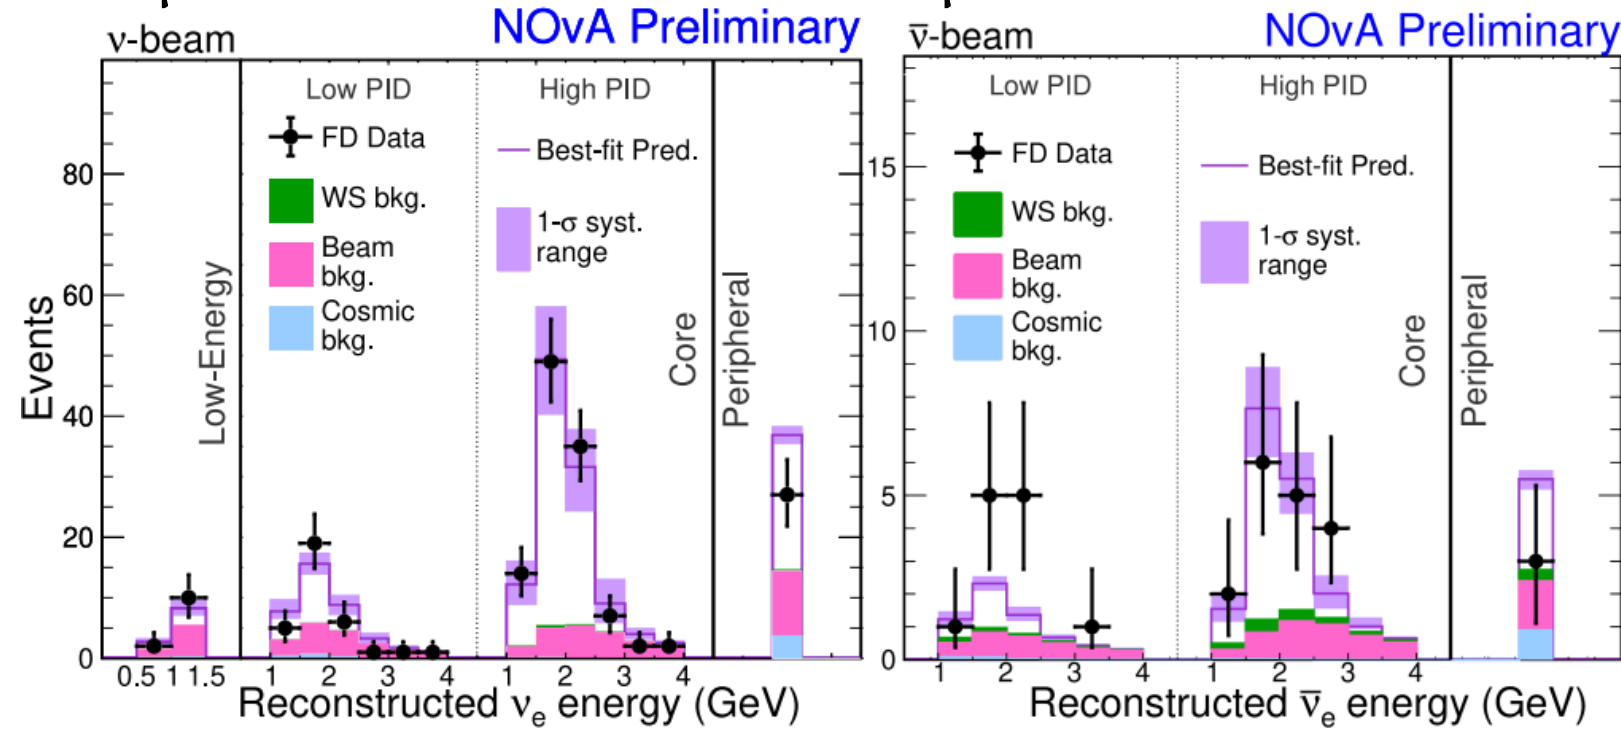 ν-beam
NOvA Preliminary
Low PID
High PID
FD Data
Best-fit Pred.
WS bkg.
1-σ syst.
range
Beam
bkg.
Cosmic
bkg.
Low-Energy
Core
Peripheral
Events
80
60
40
20
0
0.5 1 1.5
1 2 3 4
1 2 3 4
Reconstructed νe energy (GeV)
ν̅-beam
NOvA Preliminary
Low PID
High PID
FD Data
Best-fit Pred.
WS bkg.
1-σ syst.
range
Beam
bkg.
Cosmic
bkg.
Core
Peripheral
15
10
5
0
1 2 3 4
1 2 3 4
Reconstructed ν̅e energy (GeV)